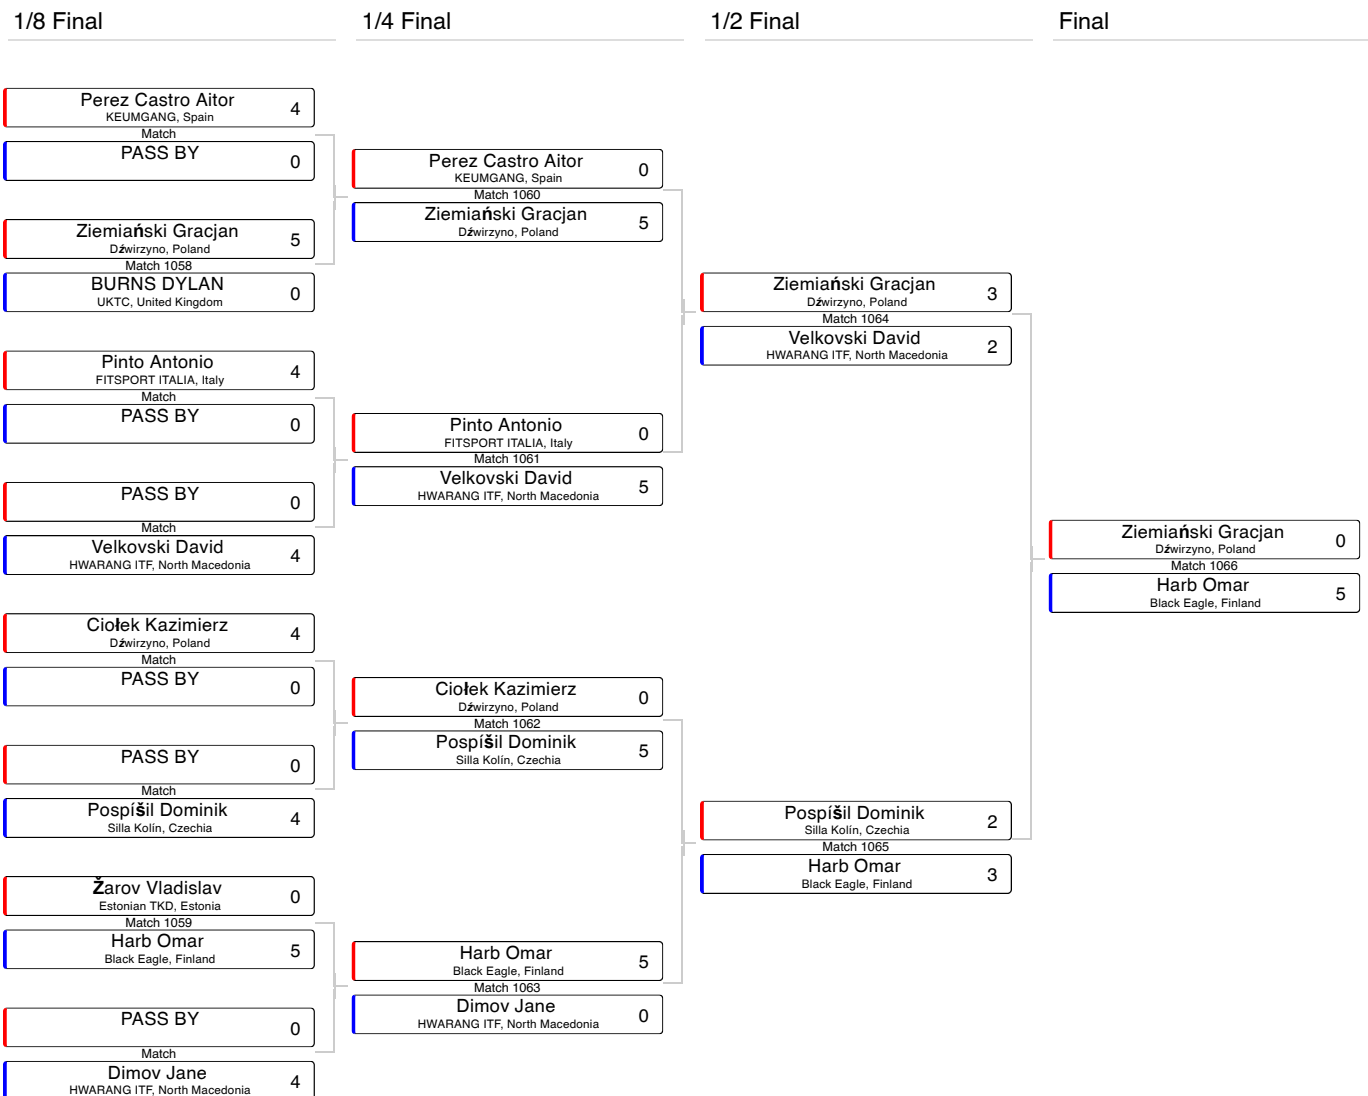 1/8 Final
1/4 Final
1/2 Final
Final
Perez Castro Aitor
KEUMGANG, Spain
4
Match
PASS BY
0
Ziemiański Gracjan
Dźwirzyno, Poland
5
Match 1058
BURNS DYLAN
UKTC, United Kingdom
0
Pinto Antonio
FITSPORT ITALIA, Italy
4
Match
PASS BY
0
PASS BY
0
Match
Velkovski David
HWARANG ITF, North Macedonia
4
Ciołek Kazimierz
Dźwirzyno, Poland
4
Match
PASS BY
0
PASS BY
0
Match
Pospíšil Dominik
Silla Kolín, Czechia
4
Žarov Vladislav
Estonian TKD, Estonia
0
Match 1059
Harb Omar
Black Eagle, Finland
5
PASS BY
0
Match
Dimov Jane
HWARANG ITF, North Macedonia
4
Perez Castro Aitor
KEUMGANG, Spain
0
Match 1060
Ziemiański Gracjan
Dźwirzyno, Poland
5
Pinto Antonio
FITSPORT ITALIA, Italy
0
Match 1061
Velkovski David
HWARANG ITF, North Macedonia
5
Ciołek Kazimierz
Dźwirzyno, Poland
0
Match 1062
Pospíšil Dominik
Silla Kolín, Czechia
5
Harb Omar
Black Eagle, Finland
5
Match 1063
Dimov Jane
HWARANG ITF, North Macedonia
0
Ziemiański Gracjan
Dźwirzyno, Poland
3
Match 1064
Velkovski David
HWARANG ITF, North Macedonia
2
Pospíšil Dominik
Silla Kolín, Czechia
2
Match 1065
Harb Omar
Black Eagle, Finland
3
Ziemiański Gracjan
Dźwirzyno, Poland
0
Match 1066
Harb Omar
Black Eagle, Finland
5